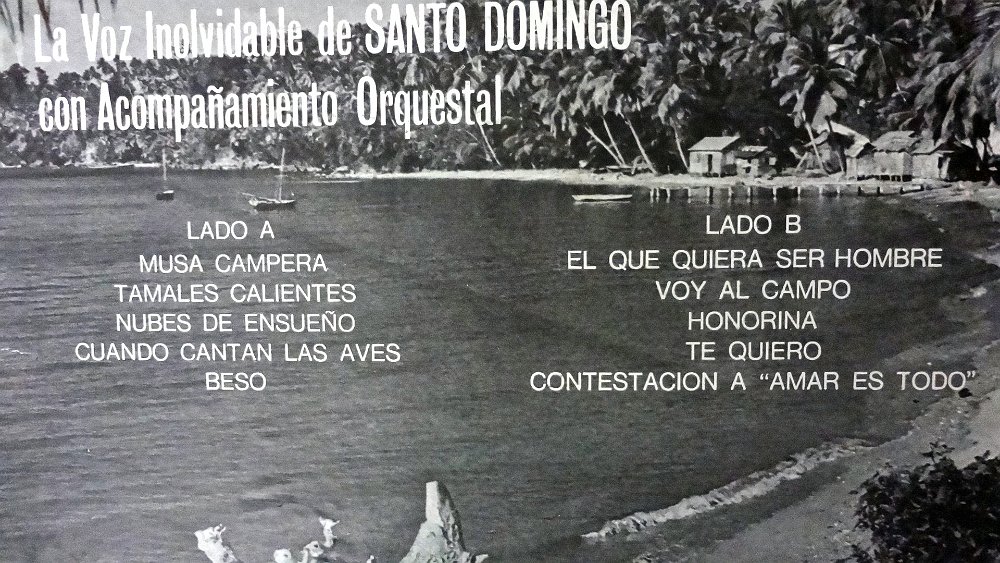 La Voz Inolvidable de SANTO DOMINGO
con Acompañamiento Orquestal
LADO A
MUSA CAMPERA
TAMALES CALIENTES
NUBES DE ENSUEÑO
CUANDO CANTAN LAS AVES
BESO
LADO B
EL QUE QUIERA SER HOMBRE
VOY AL CAMPO
HONORINA
TE QUIERO
CONTESTACION A “AMAR ES TODO”